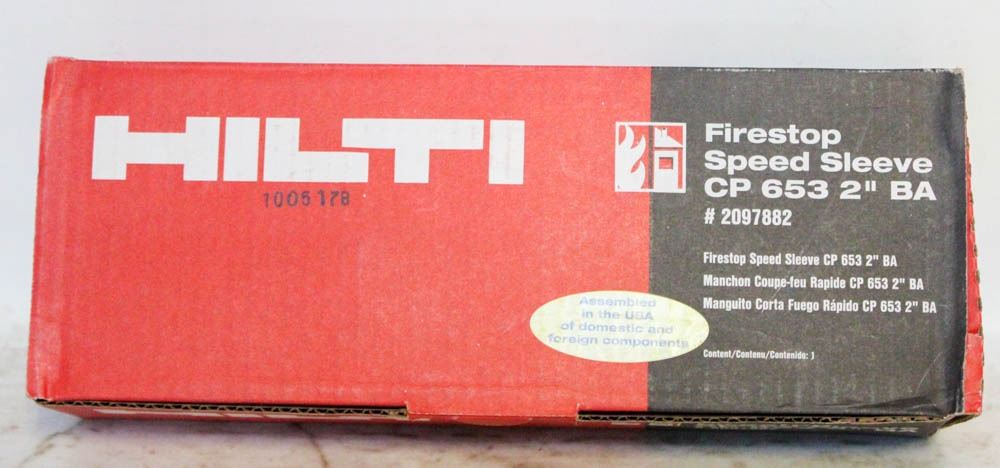 HILTI
1005178
Firestop
Speed Sleeve
CP 653 2" BA
# 2097882
Firestop Speed Sleeve CP 653 2" BA
Manchon Coupe-feu Rapide CP 653 2" BA
Manguito Corta Fuego Rápido CP 653 2" BA
Assembled
in the USA
of domestic and
foreign components
Content/Contenu/Contenido: 1